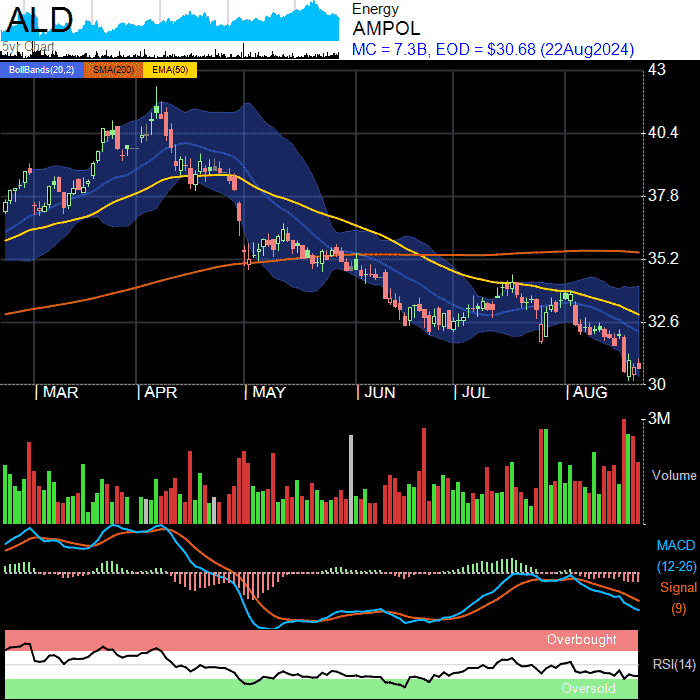 ALD
5yr Chart
Energy
AMPOL
MC = 7.3B, EOD = $30.68 (22Aug2024)
BollBands(20,2) SMA(200) EMA(50)
43
40.4
37.8
35.2
32.6
30
MAR APR MAY JUN JUL AUG
3M
Volume
MACD
(12-26)
Signal
(9)
Overbought
RSI(14)
Oversold